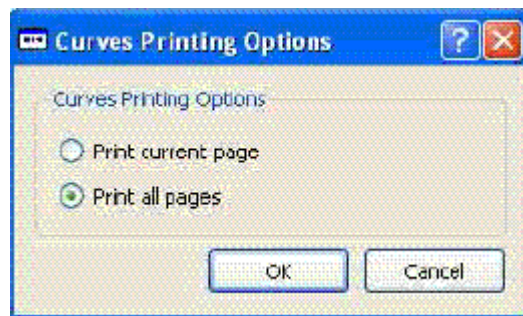 Curves Printing Options
Curves Printing Options
Print current page
Print all pages
OK Cancel